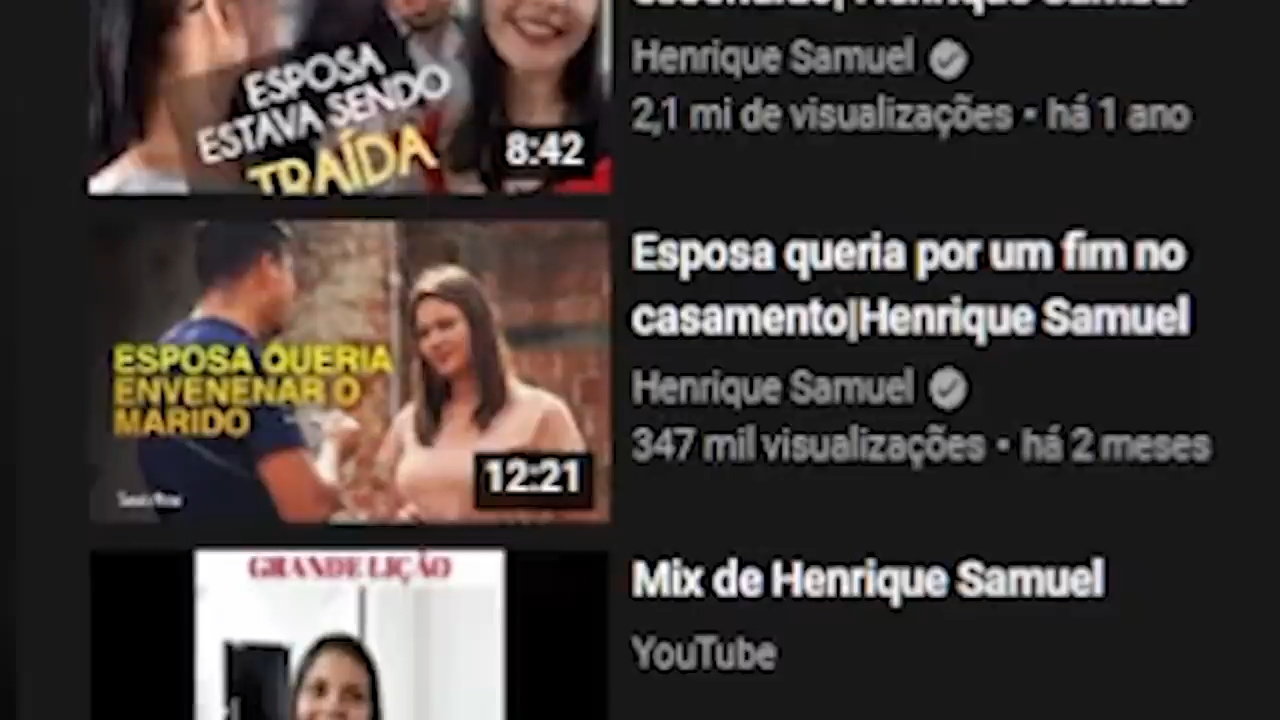 Henrique Samuel
2,1 mi de visualizações • há 1 ano
ESPOSA
ESTAVA SENDO
TRAÍDA
8:42
Esposa queria por um fim no
casamento|Henrique Samuel
Henrique Samuel
347 mil visualizações • há 2 meses
ESPOSA QUERIA
ENVENENAR O
MARIDO
12:21
GRANDE LIÇÃO
Mix de Henrique Samuel
YouTube